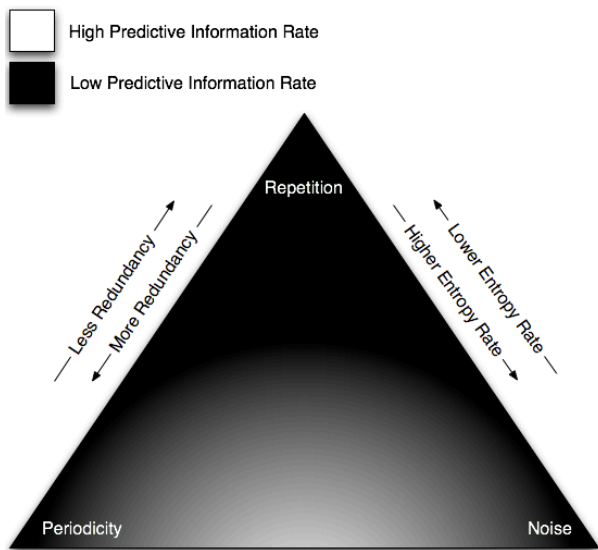 High Predictive Information Rate
Low Predictive Information Rate
Repetition
Less Redundancy
More Redundancy
Higher Entropy Rate
Lower Entropy Rate
Periodicity
Noise